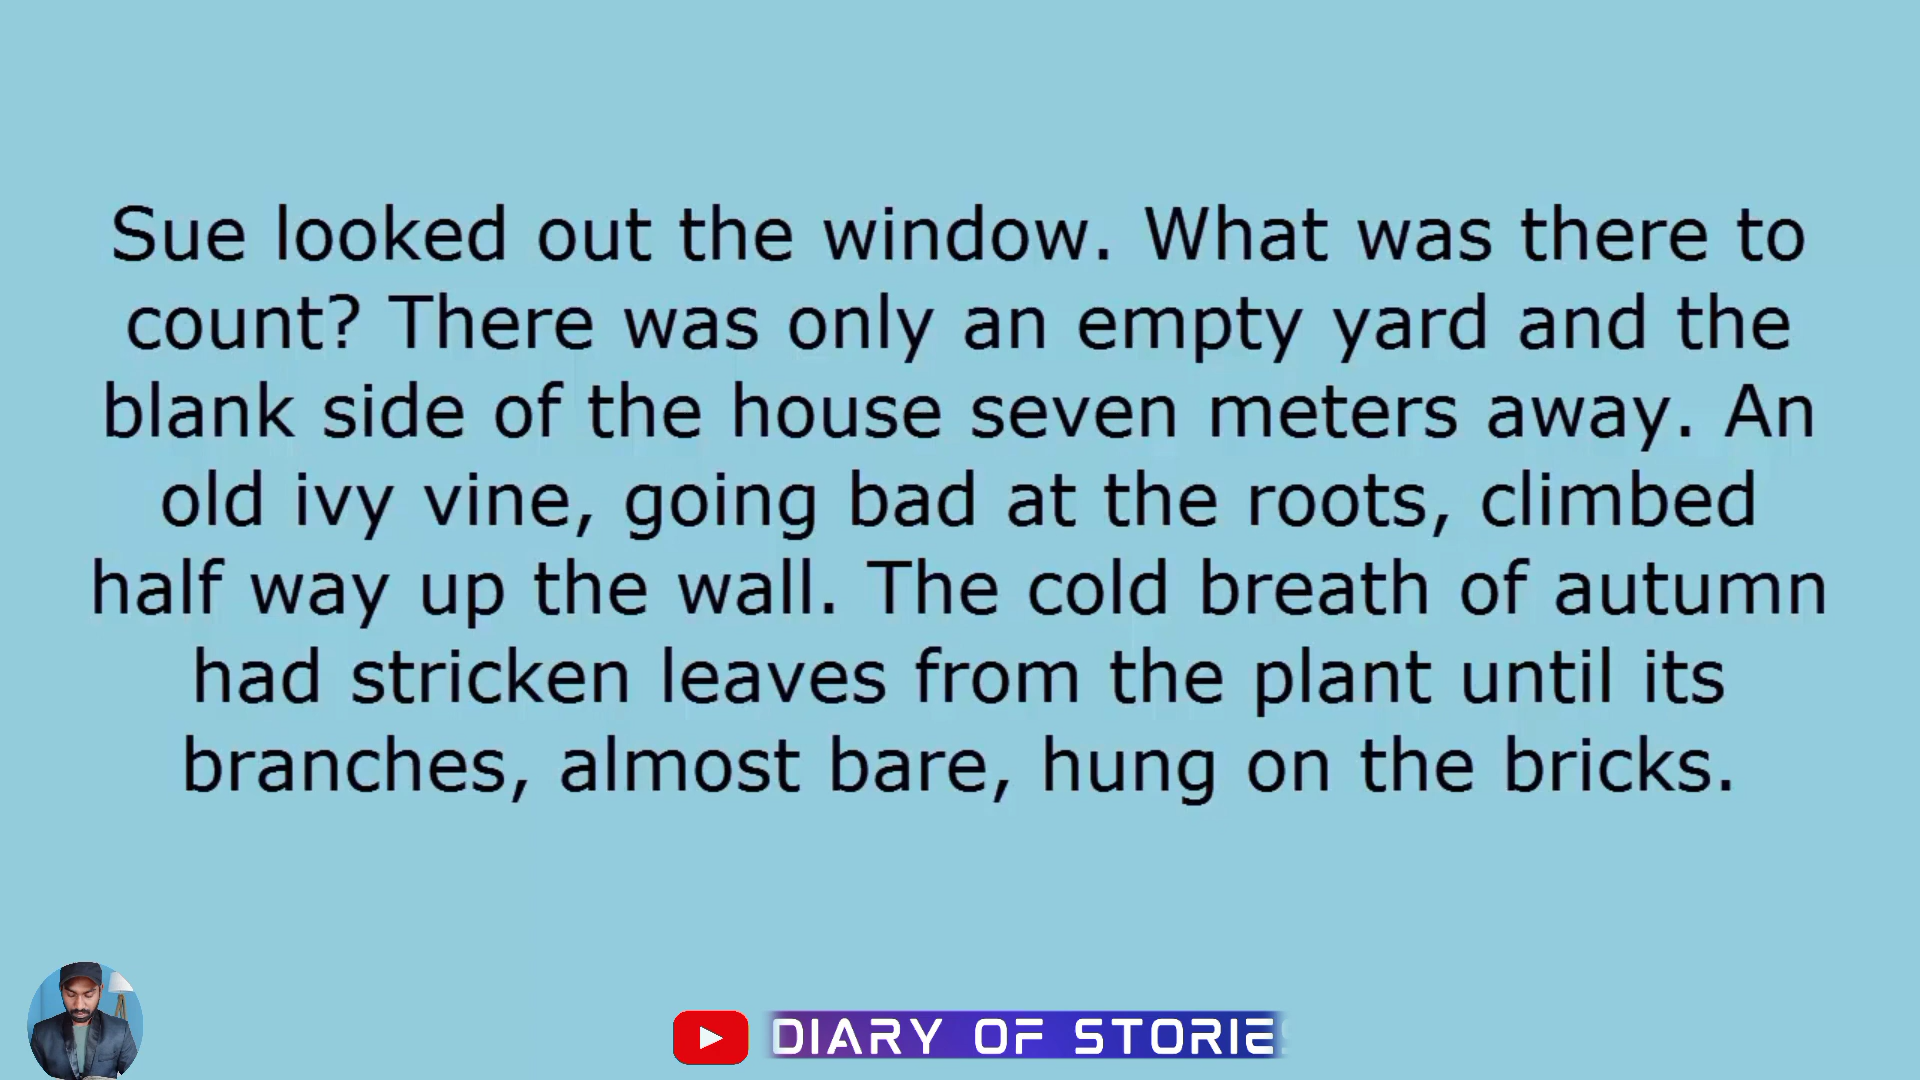 Sue looked out the window. What was there to
count? There was only an empty yard and the
blank side of the house seven meters away. An
old ivy vine, going bad at the roots, climbed
half way up the wall. The cold breath of autumn
had stricken leaves from the plant until its
branches, almost bare, hung on the bricks.
DIARY OF STORIES